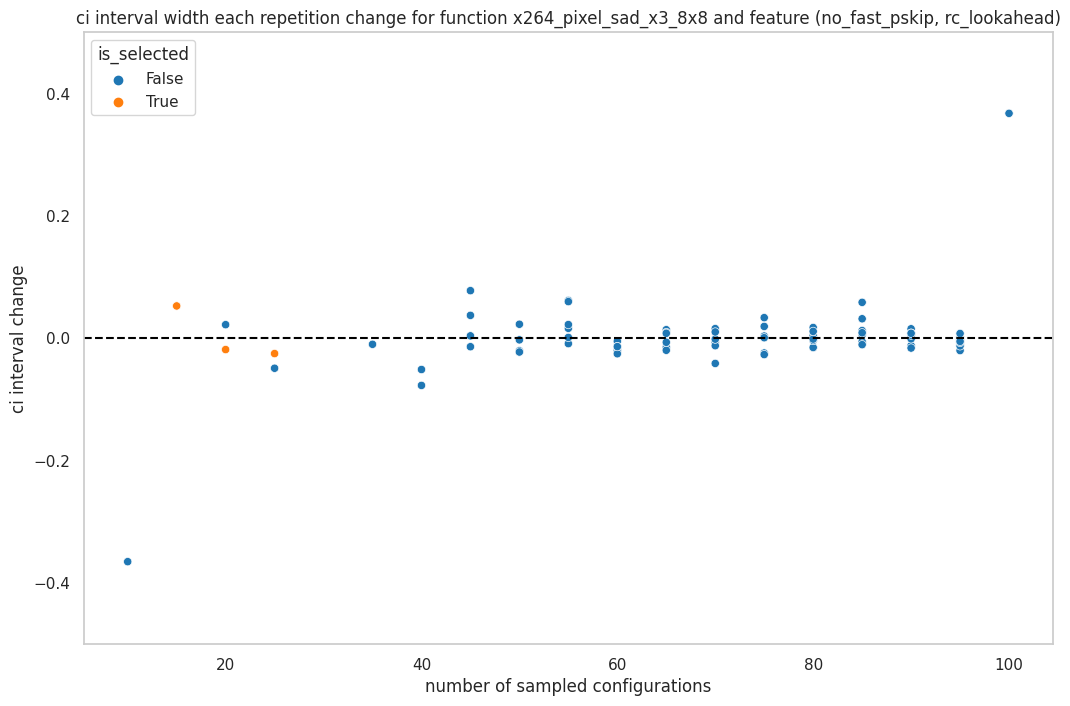 ci interval width each repetition change for function x264_pixel_sad_x3_8x8 and feature (no_fast_pskip, rc_lookahead)
is_selected
False
True
0.4
0.2
0.0
−0.2
−0.4
ci interval change
20
40
60
80
100
number of sampled configurations